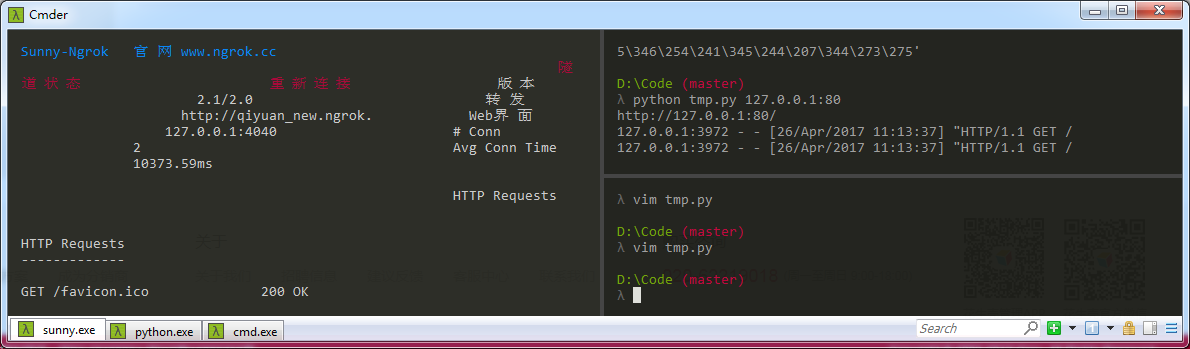 Cmder
Sunny-Ngrok 官 网 www.ngrok.cc
隧
道 状 态 重 新 连 接 版 本
2.1/2.0 转 发
http://qiyuan_new.ngrok. Web界 面
127.0.0.1:4040 # Conn
2 Avg Conn Time
10373.59ms
HTTP Requests
HTTP Requests
-------------
GET /favicon.ico 200 OK
5\346\254\241\345\244\207\344\273\275'
D:\Code (master)
λ python tmp.py 127.0.0.1:80
http://127.0.0.1:80/
127.0.0.1:3972 - - [26/Apr/2017 11:13:37] "HTTP/1.1 GET /
127.0.0.1:3972 - - [26/Apr/2017 11:13:37] "HTTP/1.1 GET /
λ vim tmp.py
D:\Code (master)
λ vim tmp.py
D:\Code (master)
λ
λ sunny.exe λ python.exe λ cmd.exe Search